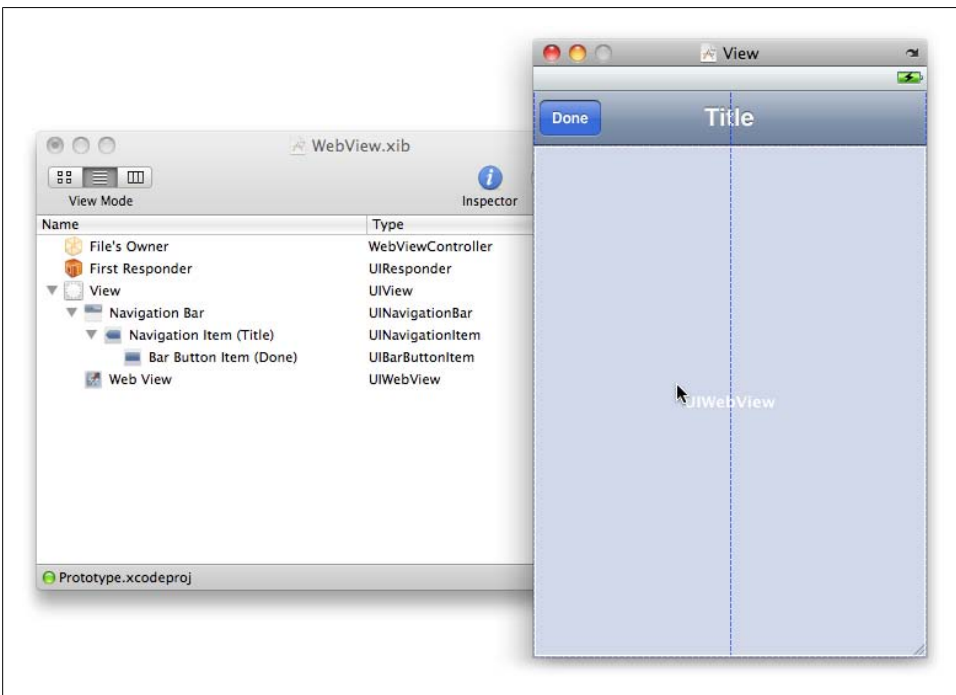 WebView.xib
View Mode
Inspector
Name Type
File's Owner WebViewController
First Responder UIResponder
View UIView
Navigation Bar UINavigationBar
Navigation Item (Title) UINavigationItem
Bar Button Item (Done) UIBarButtonItem
Web View UIWebView
Prototype.xcodeproj
View
Done Title
UIWebView